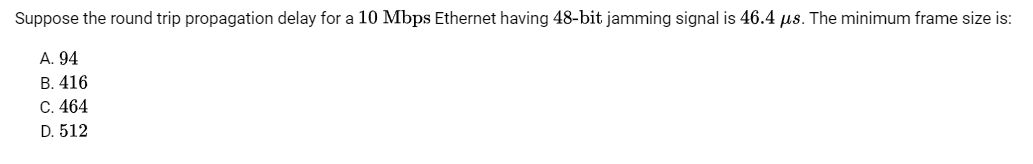 Suppose the round trip propagation delay for a 10 Mbps Ethernet having 48-bit jamming signal is 46.4 μs. The minimum frame size is:
A. 94
B. 416
C. 464
D. 512